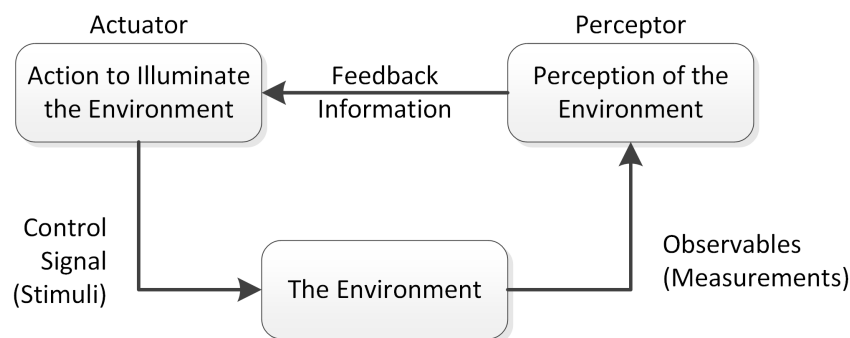 Actuator
Perceptor
Action to Illuminate
the Environment
Feedback
Information
Perception of the
Environment
Control
Signal
(Stimuli)
The Environment
Observables
(Measurements)